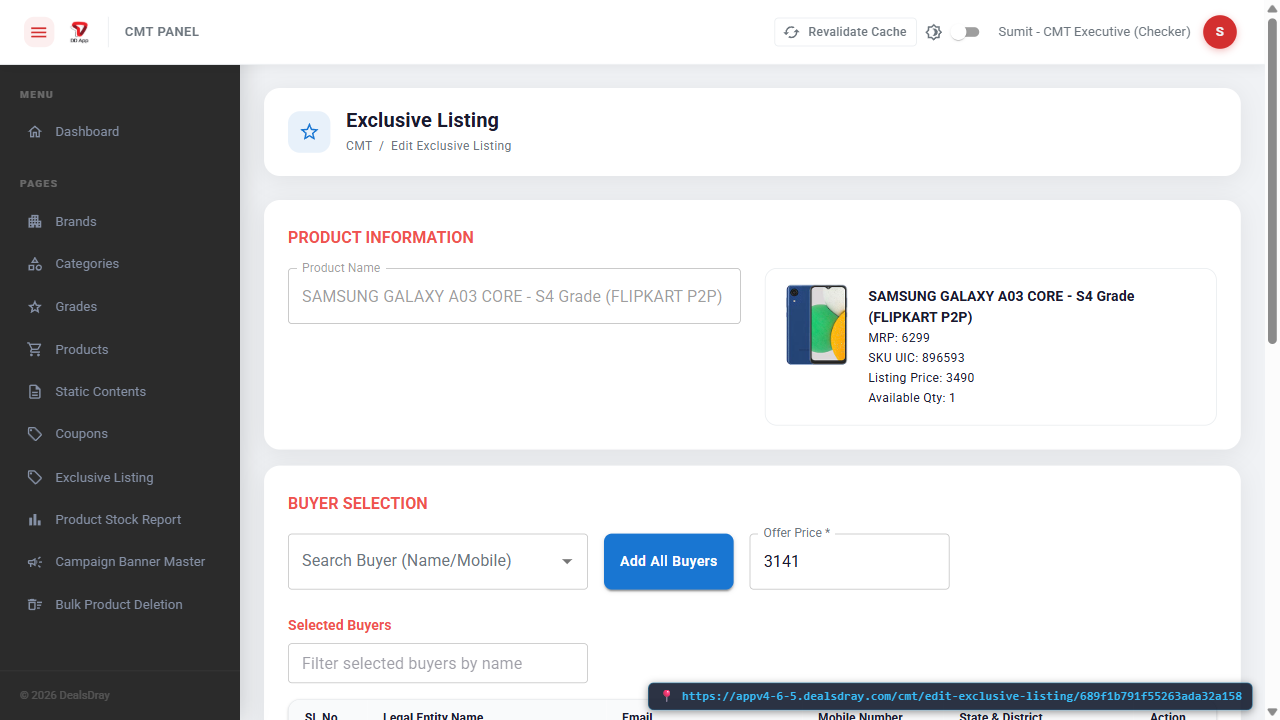 DD App
CMT PANEL
Revalidate Cache
Sumit - CMT Executive (Checker)
S
MENU
Dashboard
PAGES
Brands
Categories
Grades
Products
Static Contents
Coupons
Exclusive Listing
Product Stock Report
Campaign Banner Master
Bulk Product Deletion
© 2026 DealsDray
Exclusive Listing
CMT / Edit Exclusive Listing
PRODUCT INFORMATION
Product Name
SAMSUNG GALAXY A03 CORE - S4 Grade (FLIPKART P2P)
SAMSUNG GALAXY A03 CORE - S4 Grade
(FLIPKART P2P)
MRP: 6299
SKU UIC: 896593
Listing Price: 3490
Available Qty: 1
BUYER SELECTION
Search Buyer (Name/Mobile)
Add All Buyers
Offer Price *
3141
Selected Buyers
Filter selected buyers by name
https://appv4-6-5.dealsdray.com/cmt/edit-exclusive-listing/689f1b791f55263ada32a158
Sl. No Legal Entity Name Email Mobile Number State & District Action